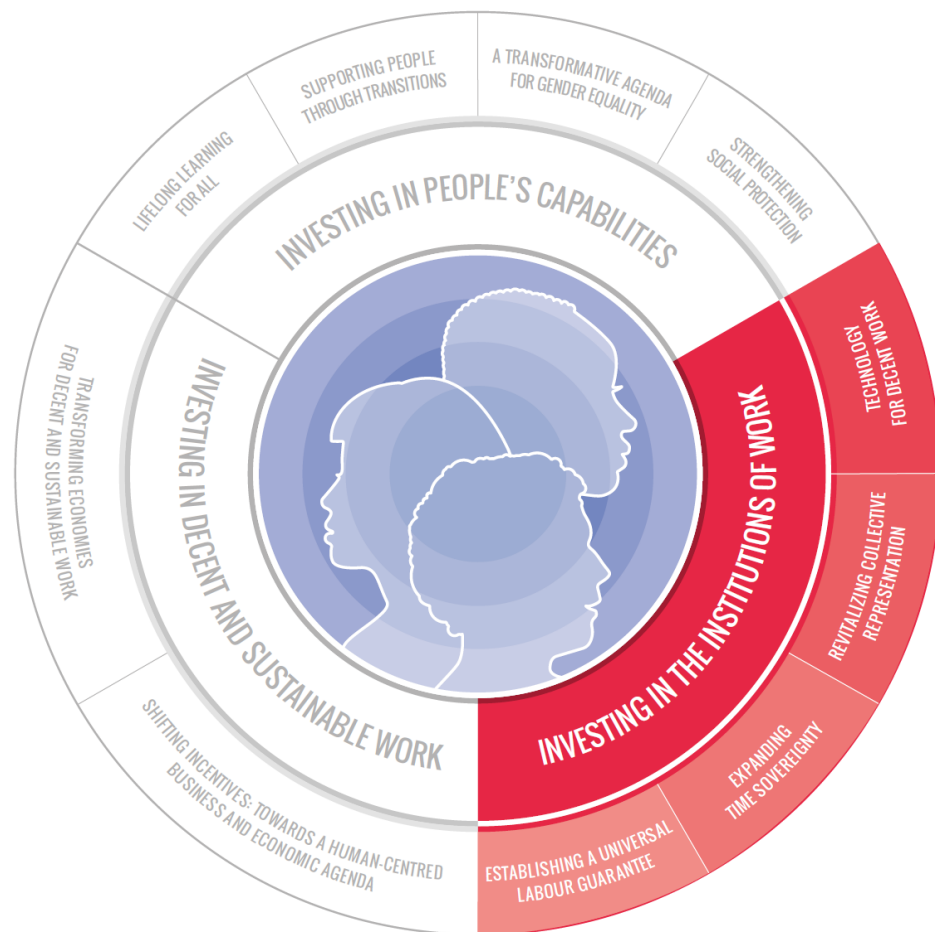 INVESTING IN PEOPLE'S CAPABILITIES
LIFELONG LEARNING
FOR ALL
SUPPORTING PEOPLE
THROUGH TRANSITIONS
A TRANSFORMATIVE AGENDA
FOR GENDER EQUALITY
STRENGTHENING
SOCIAL PROTECTION
INVESTING IN THE INSTITUTIONS OF WORK
TECHNOLOGY
FOR DECENT WORK
REVITALIZING COLLECTIVE
REPRESENTATION
EXPANDING
TIME SOVEREIGNTY
ESTABLISHING A UNIVERSAL
LABOUR GUARANTEE
INVESTING IN DECENT AND SUSTAINABLE WORK
SHIFTING INCENTIVES: TOWARDS A HUMAN-CENTRED
BUSINESS AND ECONOMIC AGENDA
TRANSFORMING ECONOMIES
FOR DECENT AND SUSTAINABLE WORK